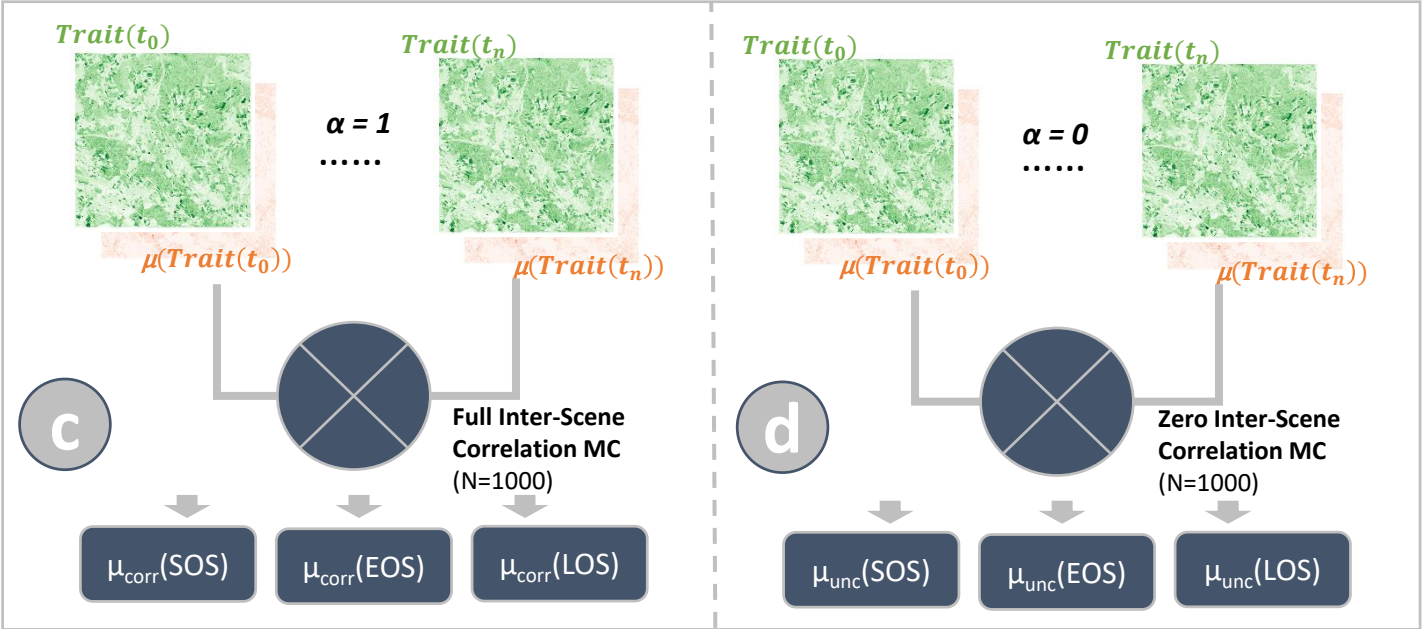 Trait(t₀)
Trait(tₙ)
α = 1
......
μ(Trait(t₀))
μ(Trait(tₙ))
c
Full Inter-Scene
Correlation MC
(N=1000)
μcorr(SOS)
μcorr(EOS)
μcorr(LOS)
Trait(t₀)
Trait(tₙ)
α = 0
......
μ(Trait(t₀))
μ(Trait(tₙ))
d
Zero Inter-Scene
Correlation MC
(N=1000)
μunc(SOS)
μunc(EOS)
μunc(LOS)